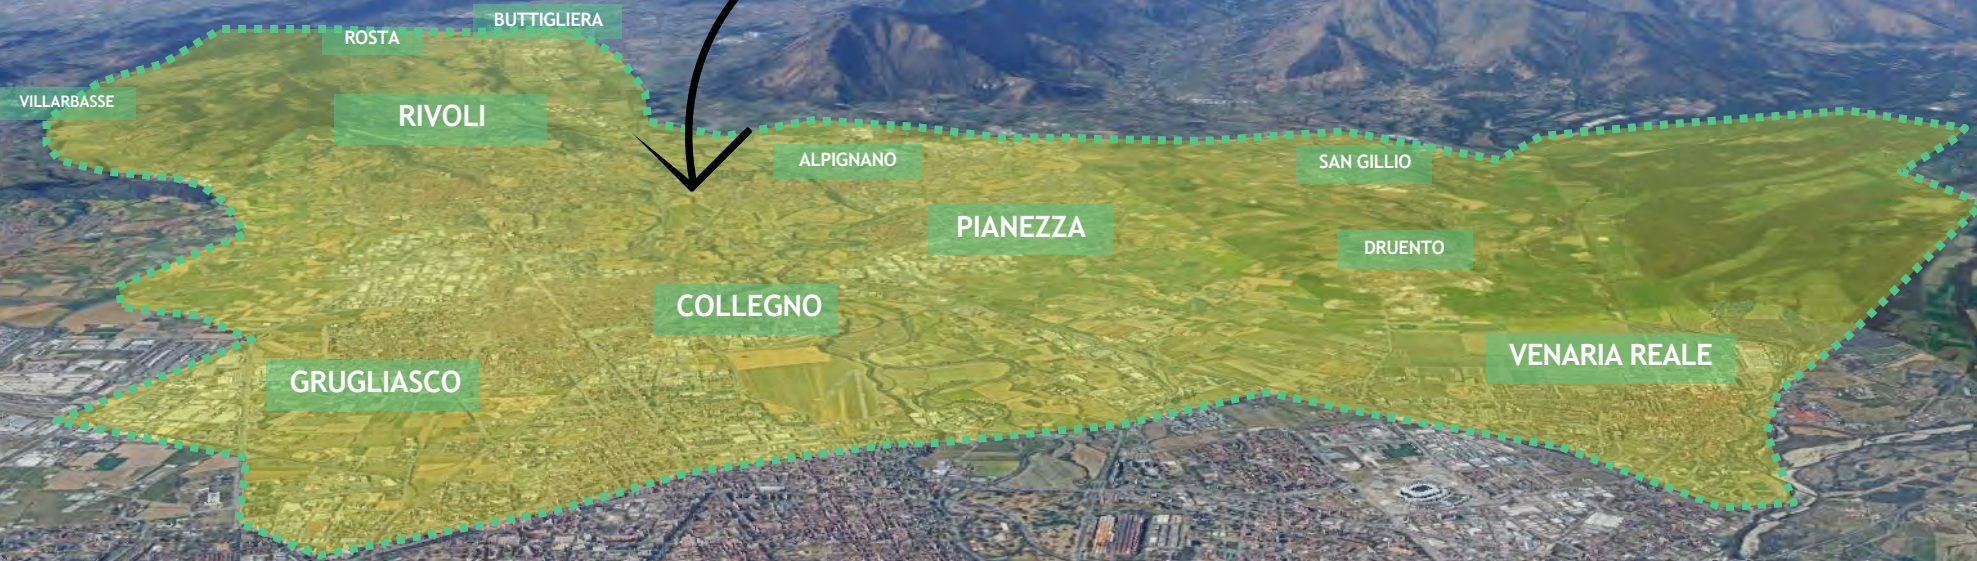 BUTTIGLIERA
ROSTA
VILLARBASSE
RIVOLI
ALPIGNANO
SAN GILLIO
PIANEZZA
DRUENTO
COLLEGNO
VENARIA REALE
GRUGLIASCO